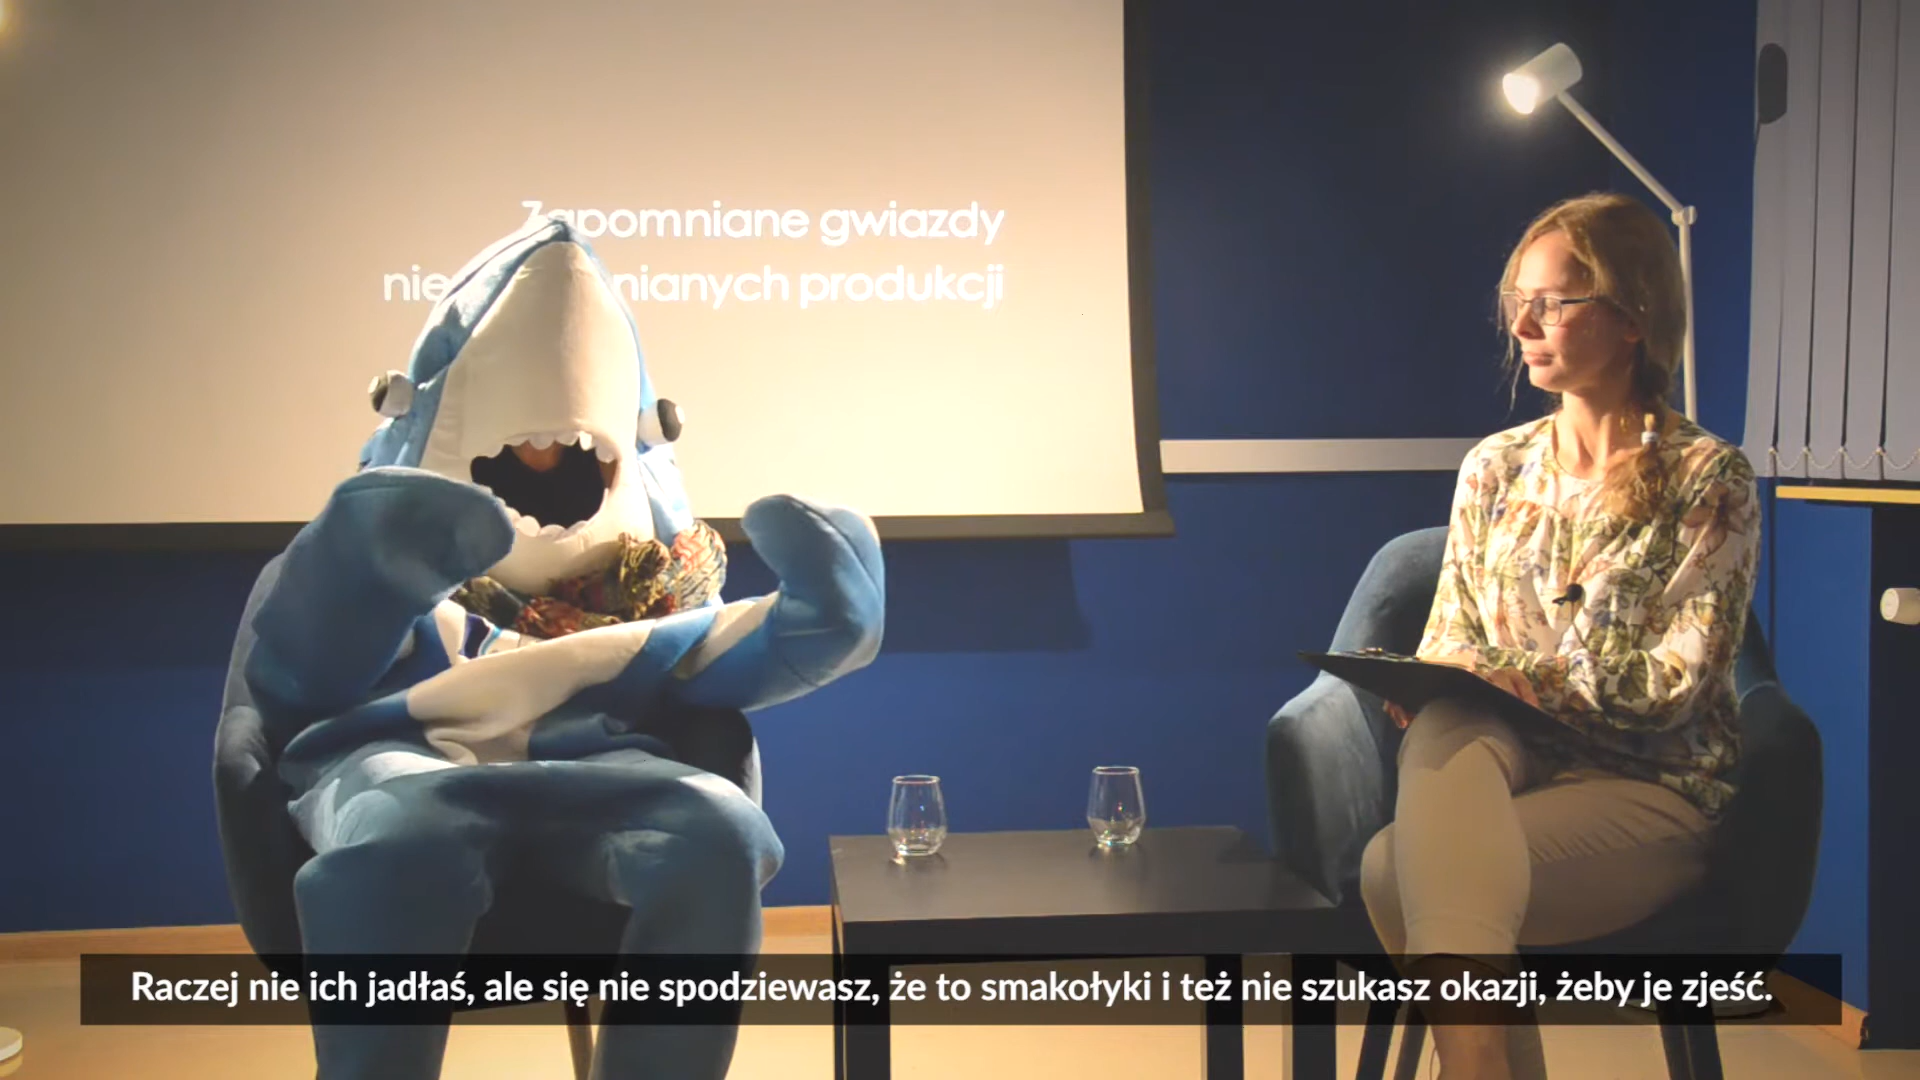 Zapomniane gwiazdy
nie nianych produkcji
Raczej nie ich jadłaś, ale się nie spodziewasz, że to smakołyki i też nie szukasz okazji, żeby je zjeść.